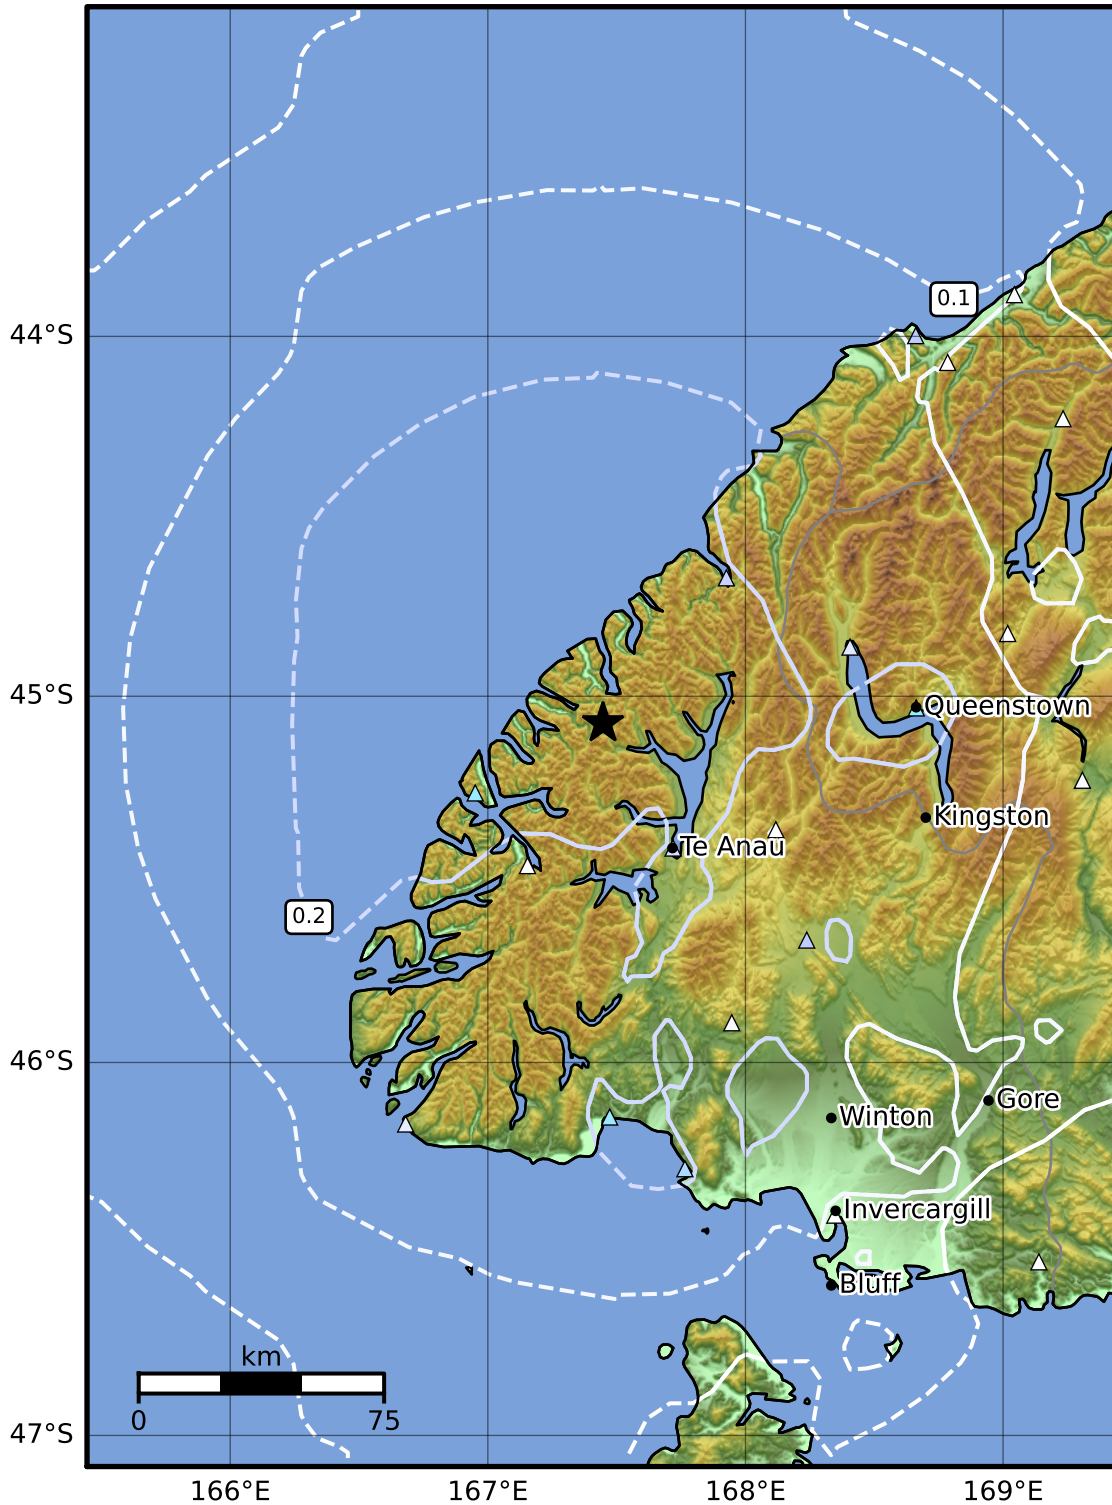 0.1
44°S
45°S
Queenstown
Kingston
Te Anau
0.2
46°S
Gore
Winton
Invercargill
Bluff
km
0 75
47°S
166°E 167°E 168°E 169°E